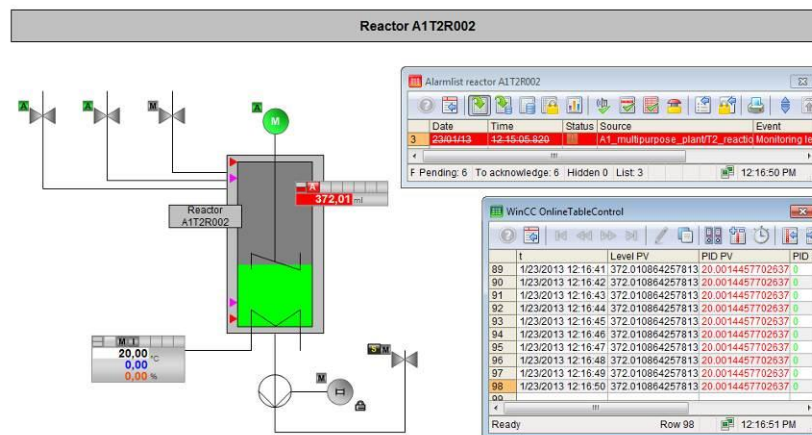 Reactor A1T2R002
A
A
M
A
M
Reactor
A1T2R002
A
372,01 ml
M I
20,00 °C
0,00
0,00 %
S M
M
Alarmlist reactor A1T2R002
Date Time Status Source Event
3 23/01/13 12:15:05.820 A1_multipurpose_plant/T2_reactio Monitoring le
F Pending: 6 To acknowledge: 6 Hidden 0 List: 3 12:16:50 PM
WinCC OnlineTableControl
t Level PV PID PV PID
89 1/23/2013 12:16:41 372.010864257813 20.0014457702637 0
90 1/23/2013 12:16:42 372.010864257813 20.0014457702637 0
91 1/23/2013 12:16:43 372.010864257813 20.0014457702637 0
92 1/23/2013 12:16:44 372.010864257813 20.0014457702637 0
93 1/23/2013 12:16:45 372.010864257813 20.0014457702637 0
94 1/23/2013 12:16:46 372.010864257813 20.0014457702637 0
95 1/23/2013 12:16:47 372.010864257813 20.0014457702637 0
96 1/23/2013 12:16:48 372.010864257813 20.0014457702637 0
97 1/23/2013 12:16:49 372.010864257813 20.0014457702637 0
98 1/23/2013 12:16:50 372.010864257813 20.0014457702637 0
99
Ready Row 98 12:16:51 PM